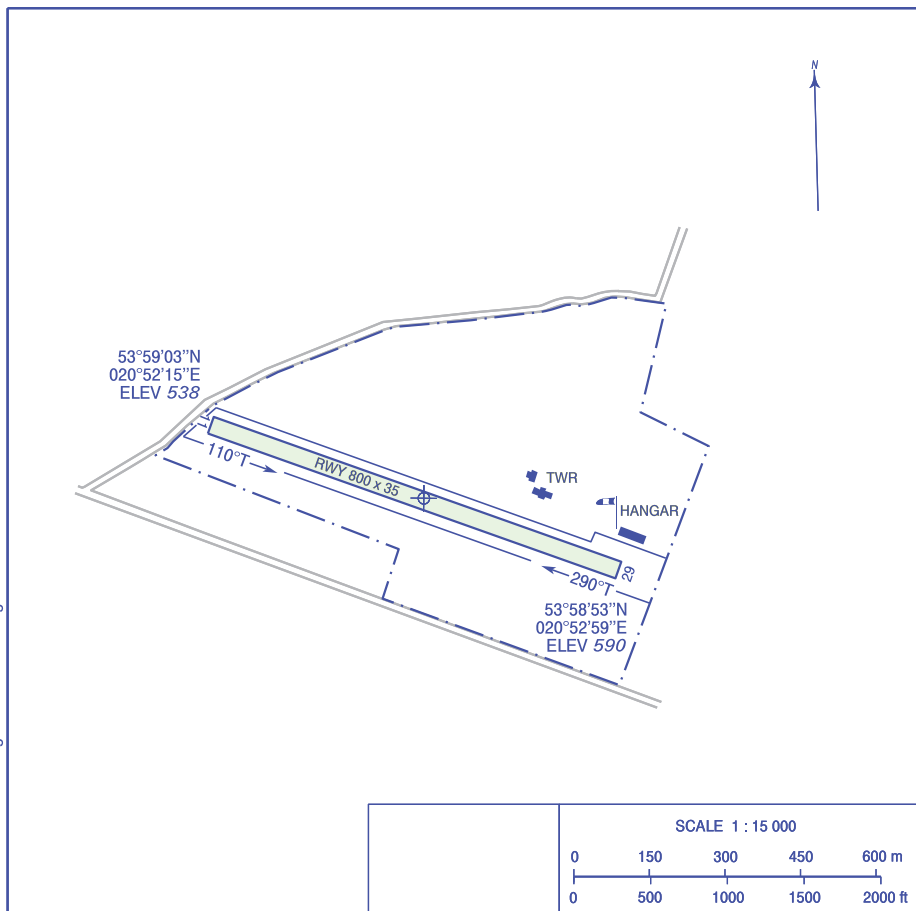 N
53°59'03"N
020°52'15"E
ELEV 538
110°T
RWY 800 x 35
TWR
HANGAR
29
290°T
53°58'53"N
020°52'59"E
ELEV 590
SCALE 1 : 15 000
0 150 300 450 600 m
0 500 1000 1500 2000 ft